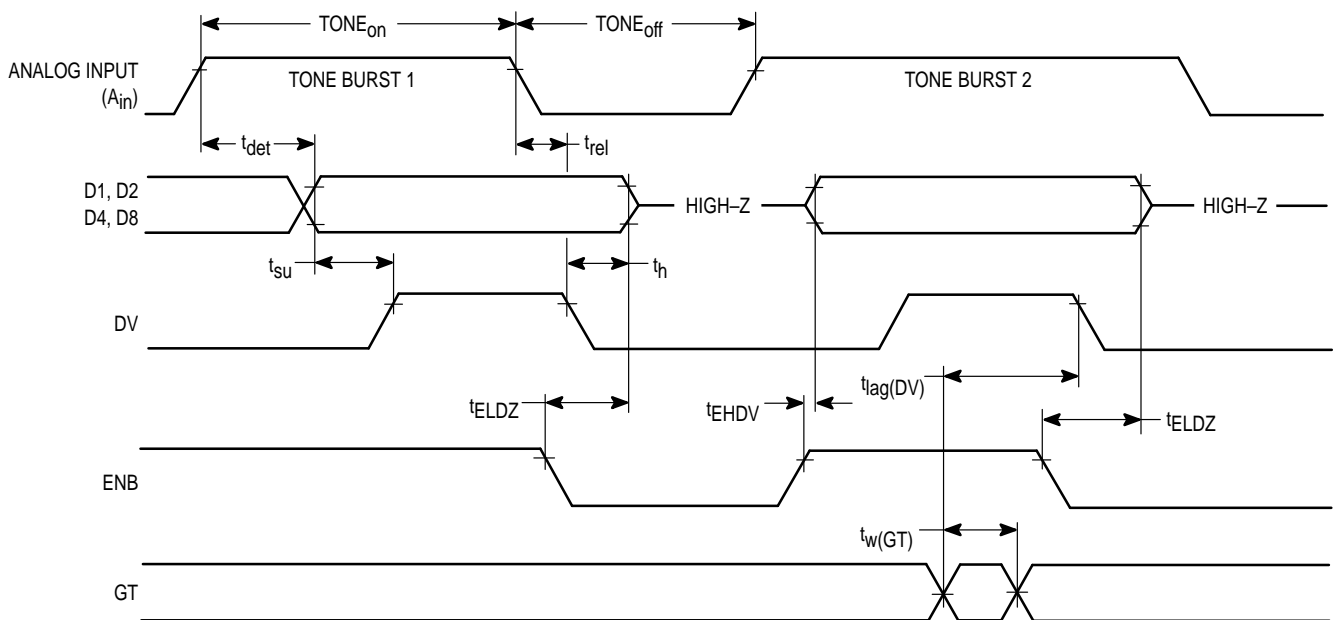 TONEon
TONEoff
ANALOG INPUT
(Ain)
TONE BURST 1
TONE BURST 2
tdet
trel
D1, D2
D4, D8
HIGH–Z
HIGH–Z
tsu
th
DV
tlag(DV)
tELDZ
tEHDV
tELDZ
ENB
tw(GT)
GT